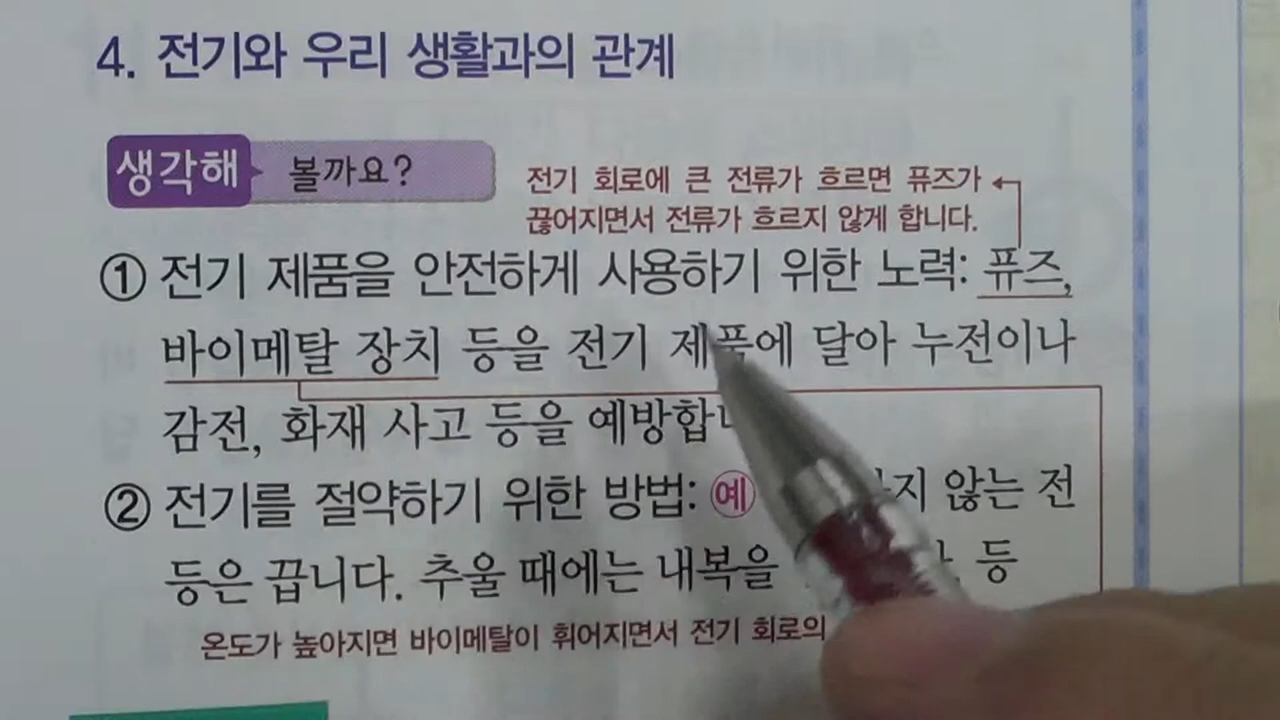 4. 전기와 우리 생활과의 관계
생각해 볼까요?
전기 회로에 큰 전류가 흐르면 퓨즈가
끊어지면서 전류가 흐르지 않게 합니다.
① 전기 제품을 안전하게 사용하기 위한 노력: 퓨즈,
바이메탈 장치 등을 전기 제품에 달아 누전이나
감전, 화재 사고 등을 예방합
② 전기를 절약하기 위한 방법: 예 않는 전
등은 끕니다. 추울 때에는 내복을 등
온도가 높아지면 바이메탈이 휘어지면서 전기 회로의